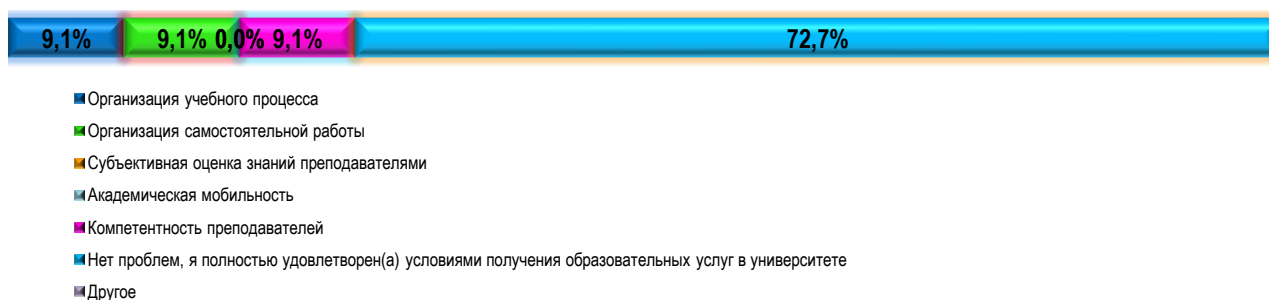 9,1% 9,1% 0,0% 9,1% 72,7%
Организация учебного процесса
Организация самостоятельной работы
Субъективная оценка знаний преподавателями
Академическая мобильность
Компетентность преподавателей
Нет проблем, я полностью удовлетворен(а) условиями получения образовательных услуг в университете
Другое